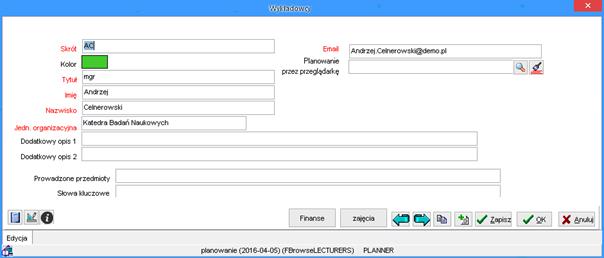 Wykładowcy
Skrót AC
Kolor
Tytuł mgr
Imię Andrzej
Nazwisko Celnerowski
Jedn. organizacyjna Katedra Badań Naukowych
Dodatkowy opis 1
Dodatkowy opis 2
Email Andrzej.Celnerowski@demo.pl
Planowanie
przez przeglądarkę
Prowadzone przedmioty
Słowa kluczowe
Finanse zajęcia Zapisz OK Anuluj
Edycja
planowanie (2016-04-05) (FBrowseLECTURERS) PLANNER